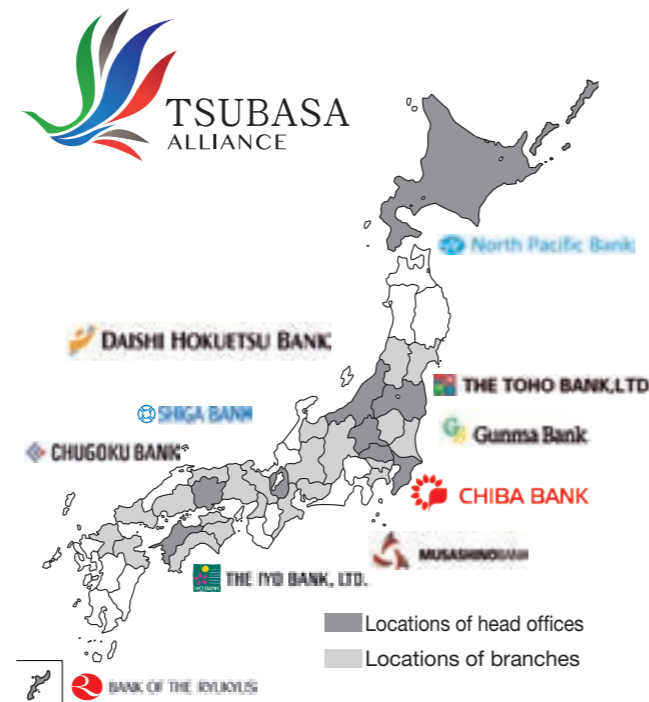 TSUBASA
ALLIANCE
North Pacific Bank
DAISHI HOKUETSU BANK
THE TOHO BANK,LTD
SHIGA BANK
Gunma Bank
CHUGOKU BANK
CHIBA BANK
MUSASHINO BANK
THE IYO BANK, LTD.
Locations of head offices
Locations of branches
BANK OF THE RYUKYUS